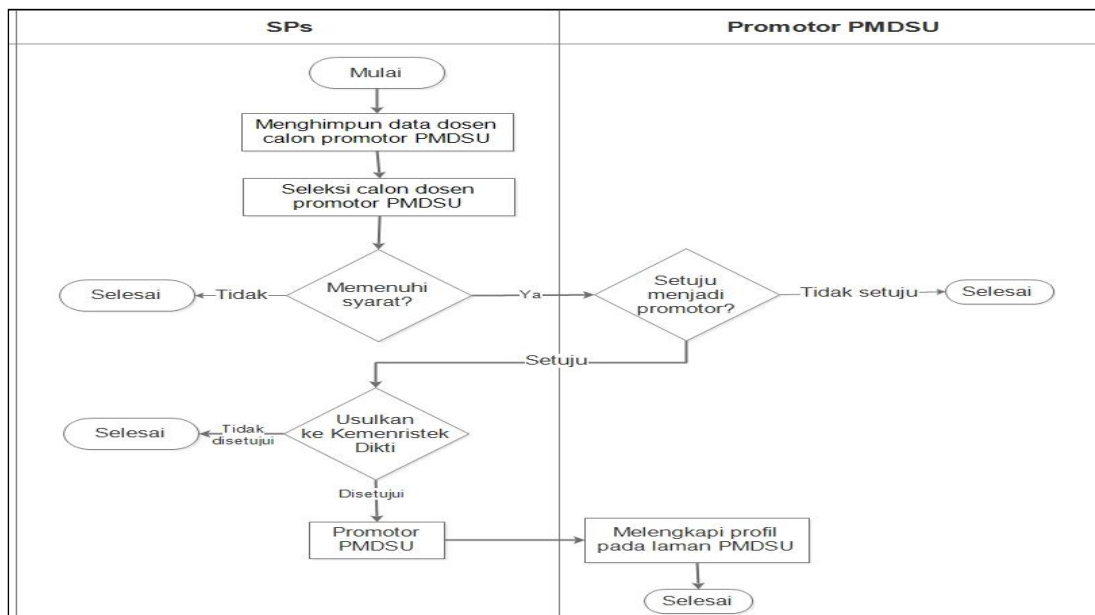 SPs
Promotor PMDSU
Mulai
Menghimpun data dosen
calon promotor PMDSU
Seleksi calon dosen
promotor PMDSU
Memenuhi
syarat?
Tidak
Selesai
Ya
Setuju
menjadi
promotor?
Tidak setuju
Selesai
Setuju
Usulkan
ke Kemenristek
Dikti
Tidak
disetujui
Selesai
Disetujui
Promotor
PMDSU
Melengkapi profil
pada laman PMDSU
Selesai